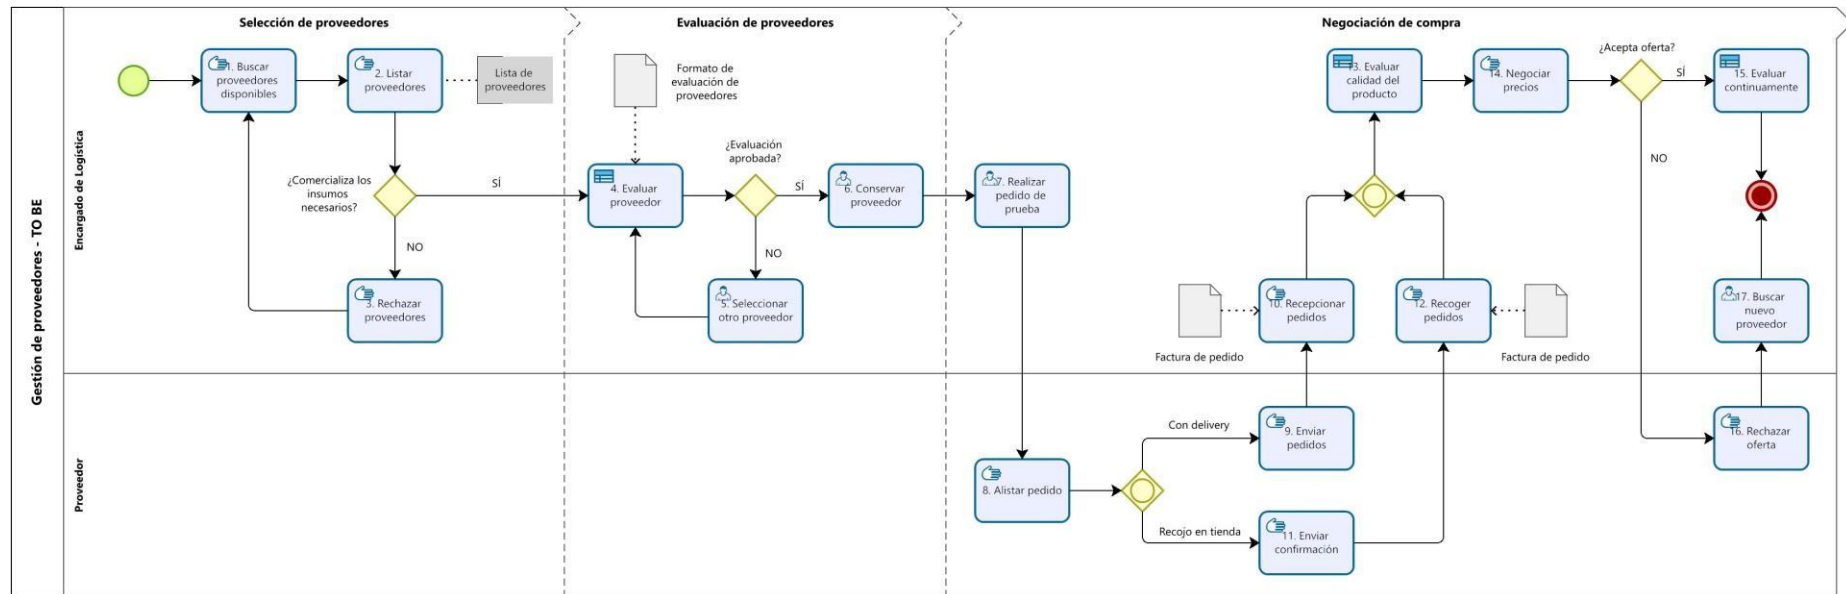 Gestión de proveedores - TO BE
Encargado de Logística
Proveedor
Selección de proveedores
Evaluación de proveedores
Negociación de compra
1. Buscar
proveedores
disponibles
2. Listar
proveedores
Lista de
proveedores
¿Comercializa los
insumos
necesarios?
SÍ
NO
3. Rechazar
proveedores
Formato de
evaluación de
proveedores
4. Evaluar
proveedor
¿Evaluación
aprobada?
SÍ
NO
5. Seleccionar
otro proveedor
6. Conservar
proveedor
7. Realizar
pedido de
prueba
8. Alistar pedido
Con delivery
9. Enviar
pedidos
Recojo en tienda
11. Enviar
confirmación
Factura de pedido
10. Recepcionar
pedidos
12. Recoger
pedidos
Factura de pedido
13. Evaluar
calidad del
producto
14. Negociar
precios
¿Acepta oferta?
SÍ
NO
15. Evaluar
continuamente
16. Rechazar
oferta
17. Buscar
nuevo
proveedor